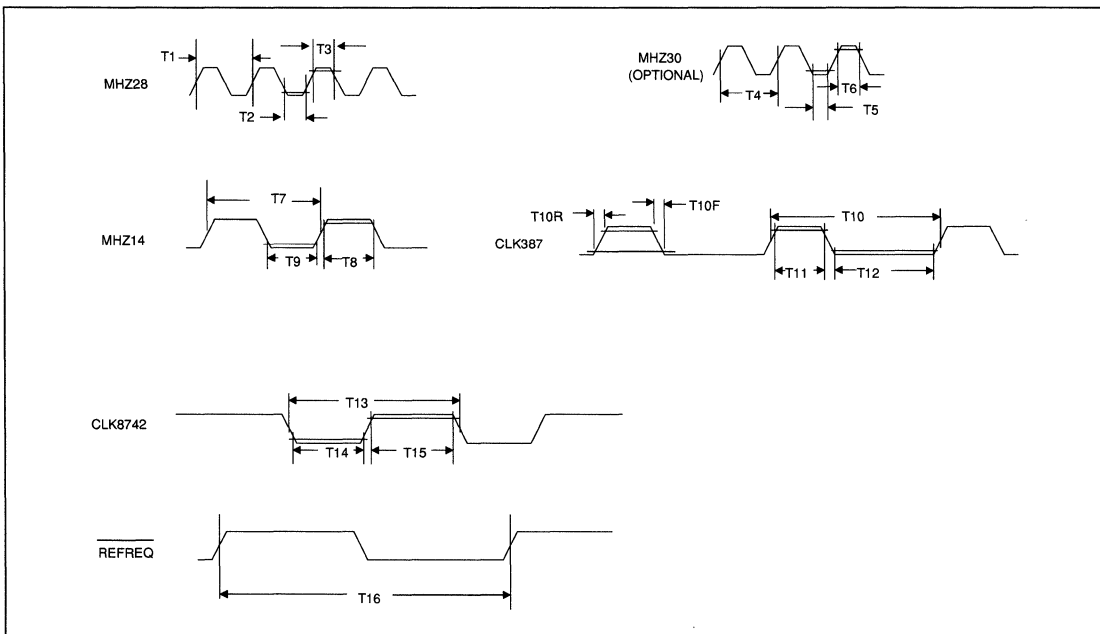 T1
T3
MHZ28
T2
MHZ30
(OPTIONAL)
T4
T6
T5
T7
MHZ14
T9
T8
T10R
T10F
T10
CLK387
T11
T12
T13
CLK8742
T14
T15
REFREQ
T16